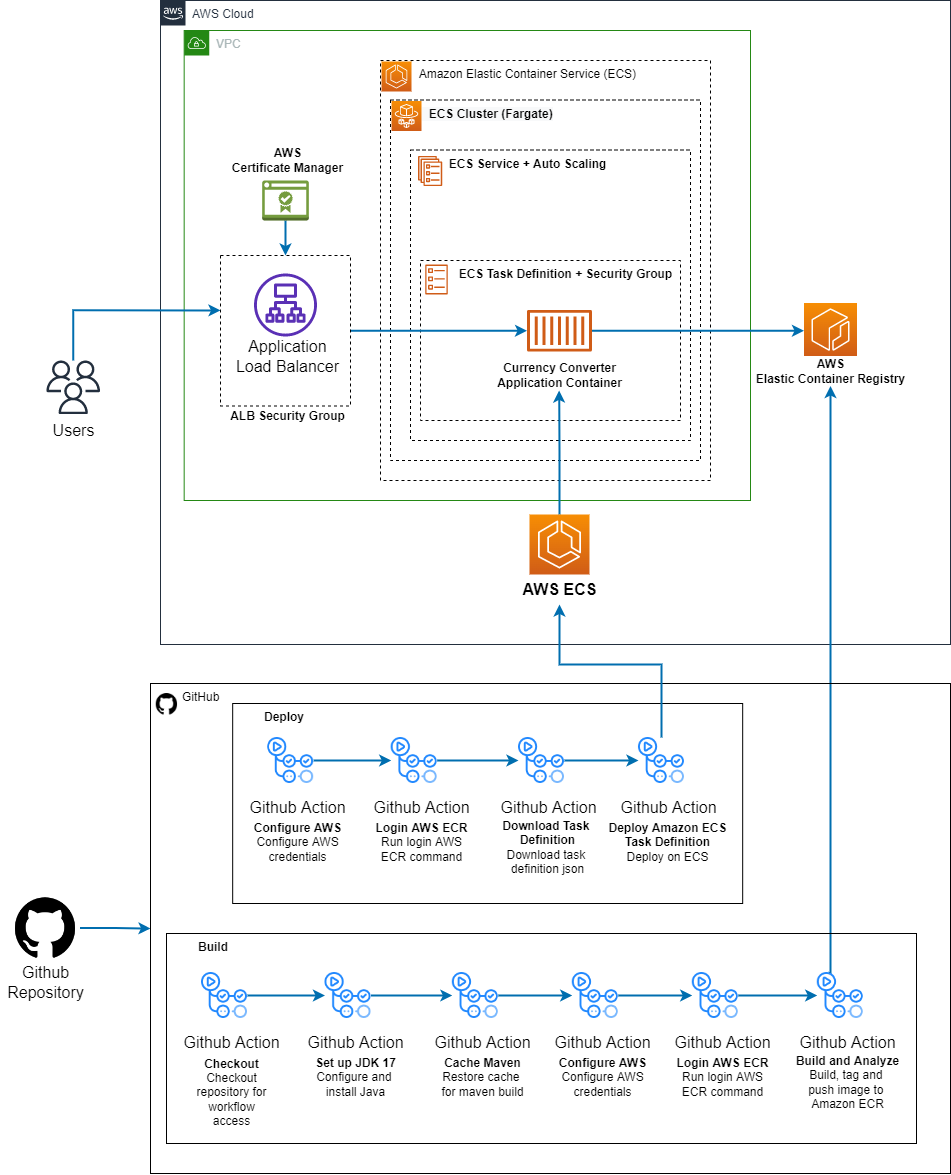 aws
AWS Cloud
VPC
Amazon Elastic Container Service (ECS)
ECS Cluster (Fargate)
ECS Service + Auto Scaling
AWS
Certificate Manager
ECS Task Definition + Security Group
Application
Load Balancer
ALB Security Group
Users
Currency Converter
Application Container
AWS
Elastic Container Registry
AWS ECS
GitHub
Deploy
Github Action
Configure AWS
Configure AWS
credentials
Github Action
Login AWS ECR
Run login AWS
ECR command
Github Action
Download Task
Definition
Download task
definition json
Github Action
Deploy Amazon ECS
Task Definition
Deploy on ECS
Github
Repository
Build
Github Action
Checkout
Checkout
repository for
workflow
access
Github Action
Set up JDK 17
Configure and
install Java
Github Action
Cache Maven
Restore cache
for maven build
Github Action
Configure AWS
Configure AWS
credentials
Github Action
Login AWS ECR
Run login AWS
ECR command
Github Action
Build and Analyze
Build, tag and
push image to
Amazon ECR